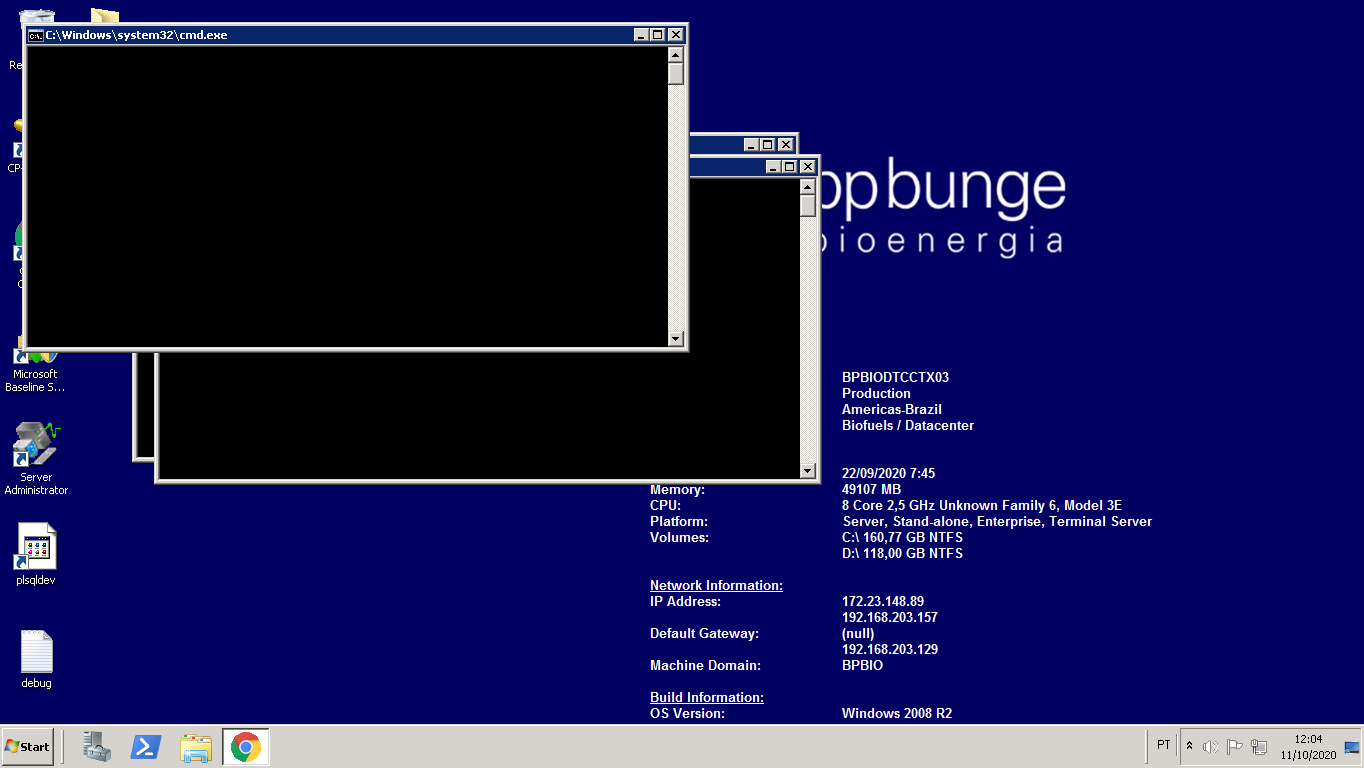 C:\Windows\system32\cmd.exe
bunge
Microsoft
Baseline S...
Server
Administrator
plsqldev
debug
BPBIODTCCTX03
Production
Americas-Brazil
Biofuels / Datacenter
22/09/2020 7:45
Memory: 49107 MB
CPU: 8 Core 2,5 GHz Unknown Family 6, Model 3E
Platform: Server, Stand-alone, Enterprise, Terminal Server
Volumes: C:\ 160,77 GB NTFS
D:\ 118,00 GB NTFS
Network Information:
IP Address: 172.23.148.89
192.168.203.157
Default Gateway: (null)
192.168.203.129
Machine Domain: BPBIO
Build Information:
OS Version: Windows 2008 R2
Start
PT
12:04
11/10/2020